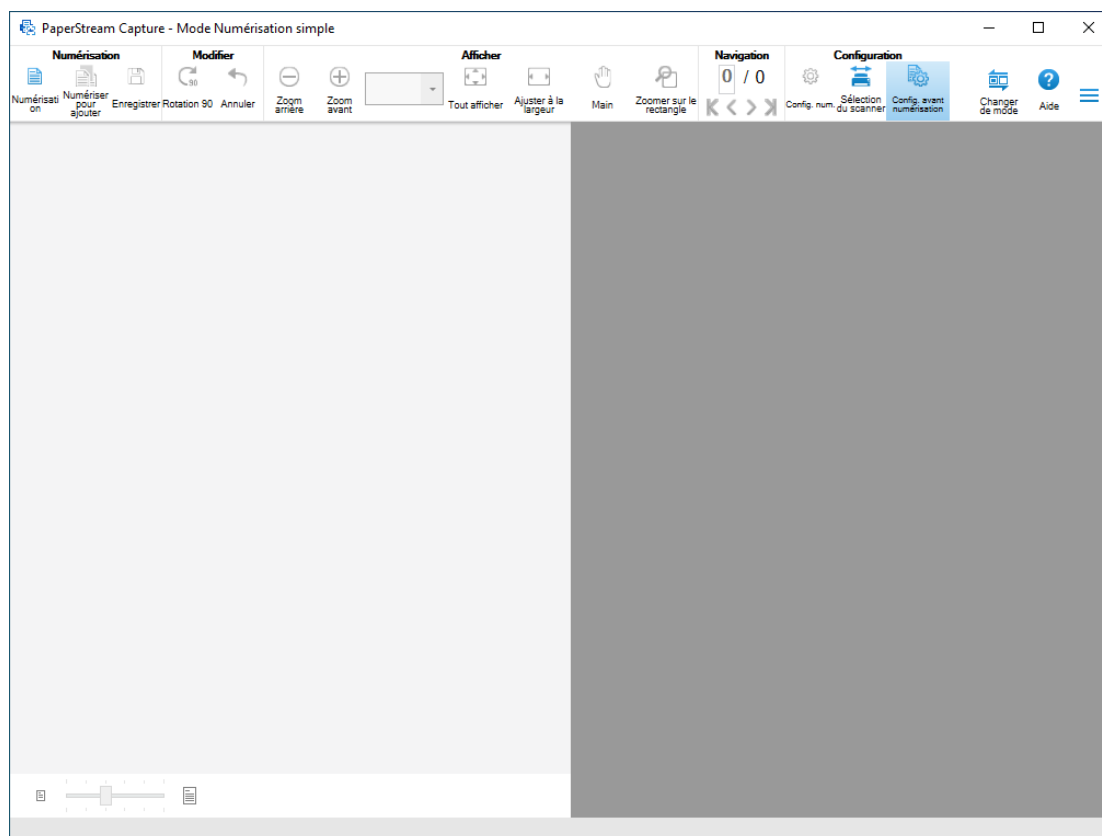 PaperStream Capture - Mode Numérisation simple
Numérisation
Modifier
Afficher
Navigation
Configuration
Numérisati
on
Numériser
pour
ajouter
Enregistrer
90
Rotation 90
Annuler
Zoom
arrière
Zoom
avant
Tout afficher
Ajuster à la
largeur
Main
Zoomer sur le
rectangle
0 / 0
Config. num.
Sélection
du scanner
Config. avant
numérisation
Changer
de mode
?
Aide